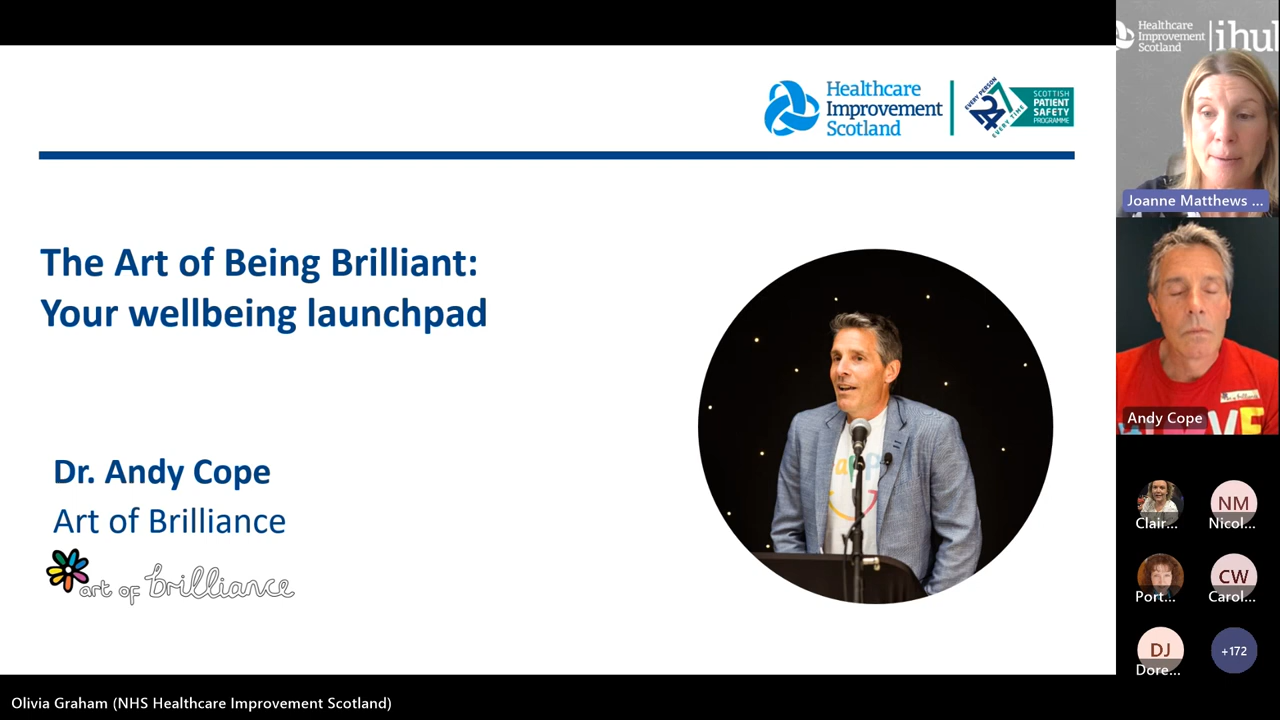 Healthcare
Improvement
Scotland
EVERY PERSON
24
7
EVERY TIME
SCOTTISH
PATIENT
SAFETY
PROGRAMME
The Art of Being Brilliant:
Your wellbeing launchpad
Dr. Andy Cope
Art of Brilliance
art of brilliance
Healthcare
Improvement
Scotland
ihub
Joanne Matthews ...
Andy Cope
Clair...
NM
Nicol...
Port...
CW
Carol...
DJ
Dore...
+172
Olivia Graham (NHS Healthcare Improvement Scotland)